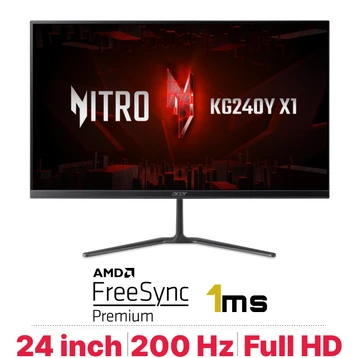 NITRO KG240Y X1
acer
AMD
FreeSync 1ms
Premium
24 inch 200 Hz Full HD